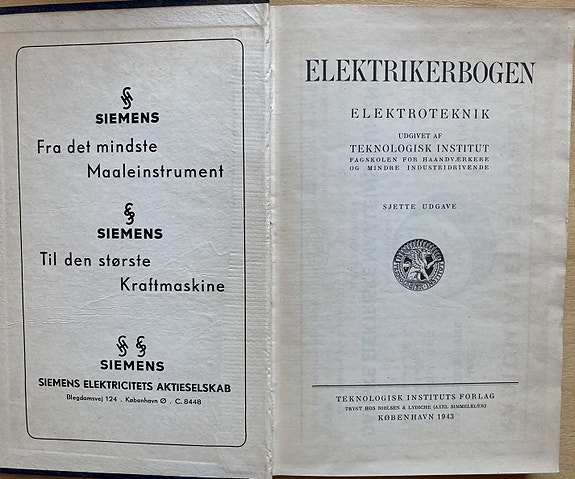 SIEMENS
Fra det mindste
Maaleinstrument
SIEMENS
Til den største
Kraftmaskine
SIEMENS
SIEMENS ELECTRICITETS AKTIESELSKAB
Blegdamsvej 124 . København Ø . C. 8448
ELEKTRIKERBOGEN
ELEKTROTEKNIK
UDGIVET AF
TEKNOLOGISK INSTITUT
FAGSKOLEN FOR HAANDVÆRKERE
OG MINDRE INDUSTRIDRIVENDE
SJETTE UDGAVE
TEKNOLOGISK INSTITUTS FORLAG
TRYKT HOS NIELSEN & LYDICHE (AXEL SIMMELKIÆR)
KØBENHAVN 1943